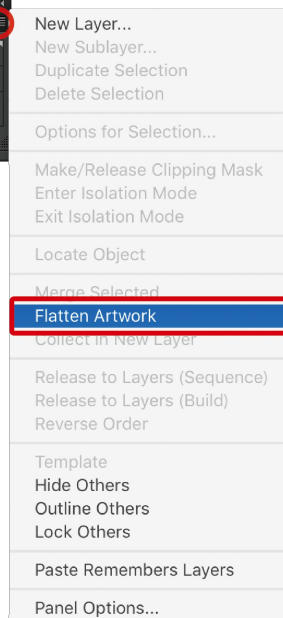 New Layer...
New Sublayer...
Duplicate Selection
Delete Selection
Options for Selection...
Make/Release Clipping Mask
Enter Isolation Mode
Exit Isolation Mode
Locate Object
Merge Selected
Flatten Artwork
Collect in New Layer
Release to Layers (Sequence)
Release to Layers (Build)
Reverse Order
Template
Hide Others
Outline Others
Lock Others
Paste Remembers Layers
Panel Options...